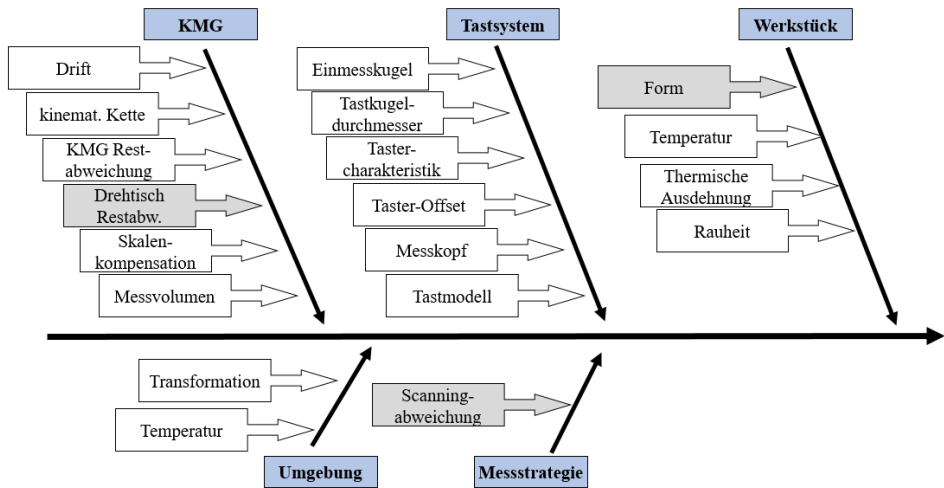 KMG
Drift
kinemat. Kette
KMG Rest-
abweichung
Drehtisch
Restabw.
Skalen-
kompensation
Messvolumen
Tastsystem
Einmesskugel
Tastkugel-
durchmesser
Taster-
charakteristik
Taster-Offset
Messkopf
Tastmodell
Werkstück
Form
Temperatur
Thermische
Ausdehnung
Rauheit
Transformation
Temperatur
Umgebung
Scanning-
abweichung
Messstrategie